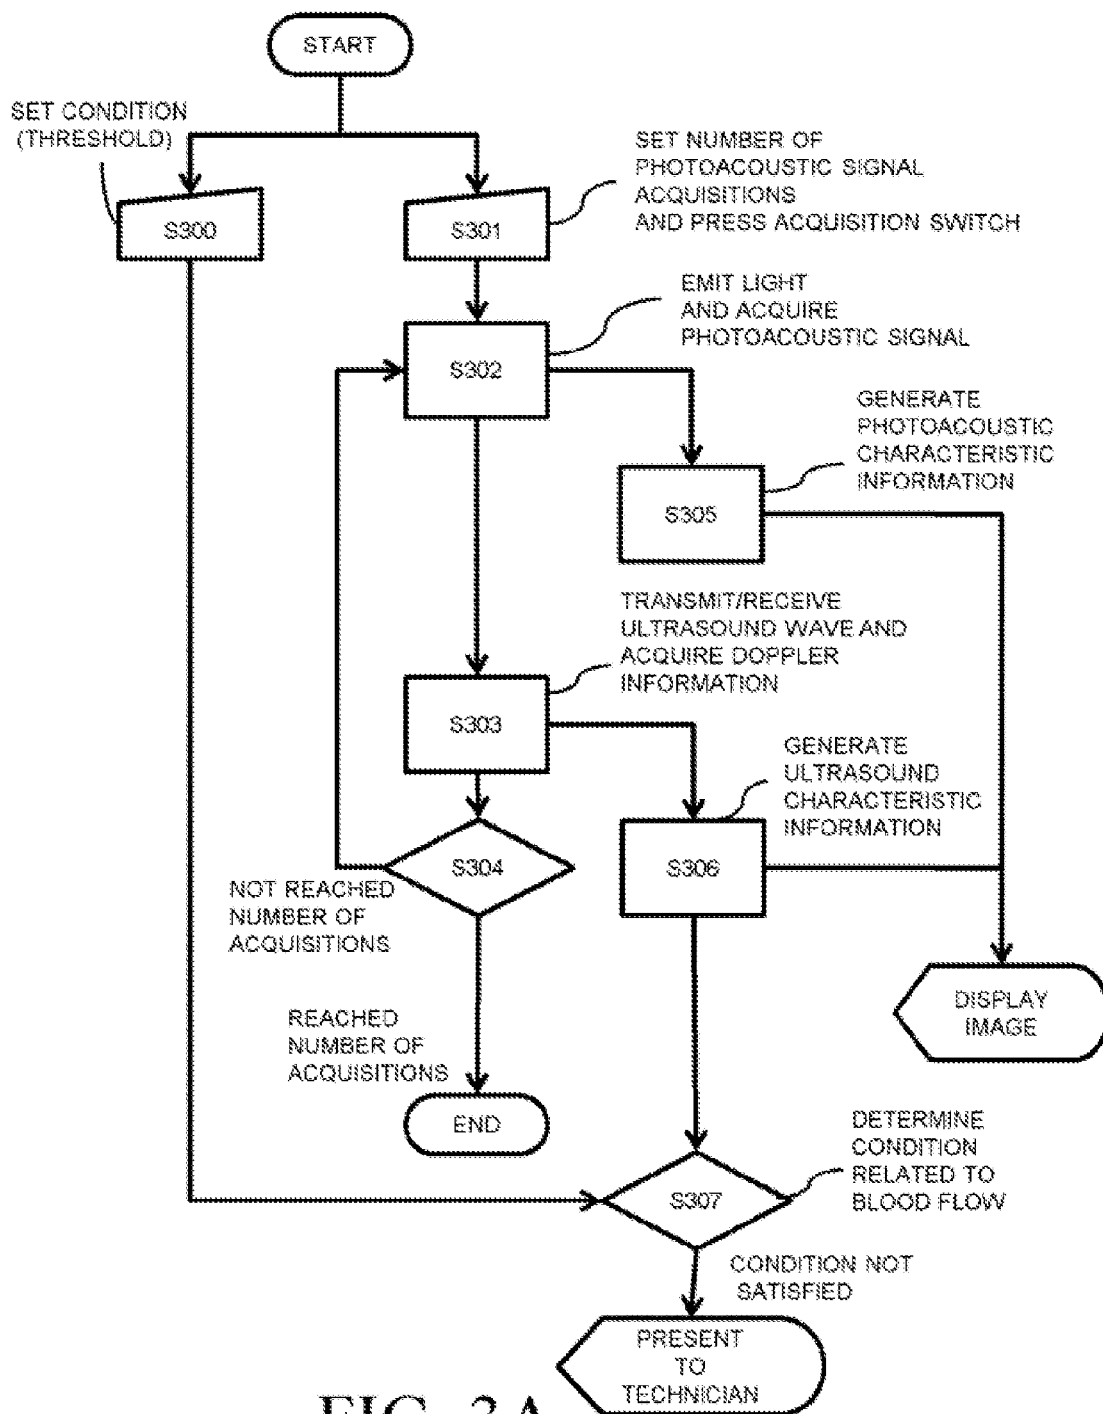 START
SET CONDITION
(THRESHOLD)
SET NUMBER OF
PHOTOACOUSTIC SIGNAL
ACQUISITIONS
AND PRESS ACQUISITION SWITCH
S300
S301
EMIT LIGHT
AND ACQUIRE
PHOTOACOUSTIC SIGNAL
S302
GENERATE
PHOTOACOUSTIC
CHARACTERISTIC
INFORMATION
S305
TRANSMIT/RECEIVE
ULTRASOUND WAVE AND
ACQUIRE DOPPLER
INFORMATION
S303
GENERATE
ULTRASOUND
CHARACTERISTIC
INFORMATION
S304
S306
NOT REACHED
NUMBER OF
ACQUISITIONS
DISPLAY
IMAGE
REACHED
NUMBER OF
ACQUISITIONS
END
DETERMINE
CONDITION
RELATED TO
BLOOD FLOW
S307
CONDITION NOT
SATISFIED
PRESENT
TO
TECHNICIAN
FIG. 3A